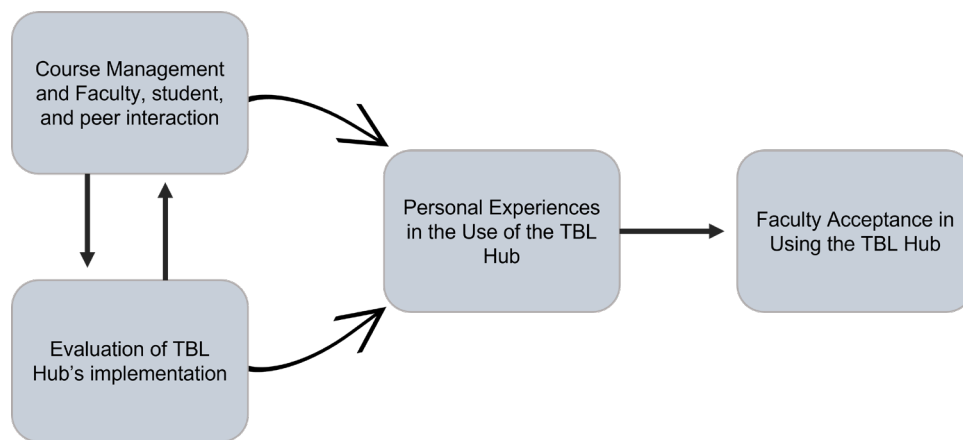 Course Management
and Faculty, student,
and peer interaction
Evaluation of TBL
Hub's implementation
Personal Experiences
in the Use of the TBL
Hub
Faculty Acceptance in
Using the TBL Hub